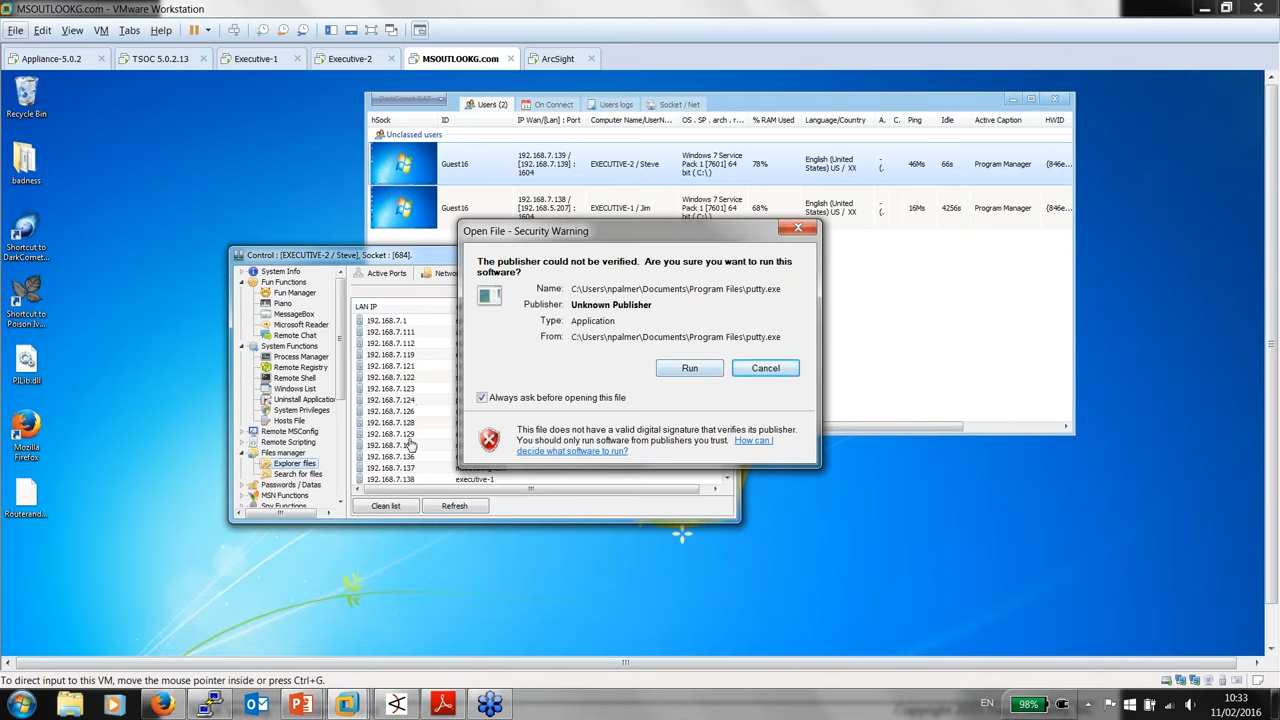 MSOUTLOOKG.com - VMware Workstation
File Edit View VM Tabs Help
Appliance-5.0.2 TSOC 5.0.2.13 Executive-1 Executive-2 MSOUTLOOKG.com ArcSight
Recycle Bin
badness
Shortcut to
DarkComet...
Shortcut to
Poison Iv...
PILib.dll
Mozilla
Firefox
Routerand...
Users (2) On Connect Users logs Socket / Net
hSock ID IP Wan/[Lan] : Port Computer Name/UserN... OS . SP . arch . r... % RAM Used Language/Country A. C. Ping Idle Active Caption HWID
Unclassed users
Guest16 192.168.7.139 /
[192.168.7.139] :
1604 EXECUTIVE-2 / Steve Windows 7 Service
Pack 1 [7601] 64
bit ( C:\ ) 78% English (United
States) US / XX - 46Ms 66s Program Manager {846e...
Guest16 192.168.7.138 /
[192.168.5.207] :
1604 EXECUTIVE-1 / Jim Windows 7 Service
Pack 1 [7601] 64 68% English (United
States) US / XX - 16Ms 4256s Program Manager {846e...
Control : [EXECUTIVE-2 / Steve], Socket : [684].
System Info
Fun Functions
Fun Manager
Piano
MessageBox
Microsoft Reader
Remote Chat
System Functions
Process Manager
Remote Registry
Remote Shell
Windows List
Uninstall Applicatio
System Privileges
Hosts File
Remote MSConfig
Remote Scripting
Files manager
Explorer files
Search for files
Passwords / Datas
MSN Functions
Spy Functions
Active Ports
LAN IP
192.168.7.1
192.168.7.111
192.168.7.112
192.168.7.119
192.168.7.121
192.168.7.122
192.168.7.123
192.168.7.124
192.168.7.126
192.168.7.128
192.168.7.129
192.168.7.136
192.168.7.137
192.168.7.138 executive-1
Clean list Refresh
Open File - Security Warning
The publisher could not be verified. Are you sure you want to run this
software?
Name: C:\Users\npalmer\Documents\Program Files\putty.exe
Publisher: Unknown Publisher
Type: Application
From: C:\Users\npalmer\Documents\Program Files\putty.exe
Run Cancel
Always ask before opening this file
This file does not have a valid digital signature that verifies its publisher.
You should only run software from publishers you trust. How can I
decide what software to run?
To direct input to this VM, move the mouse pointer inside or press Ctrl+G.
EN 98% 10:33
11/02/2016